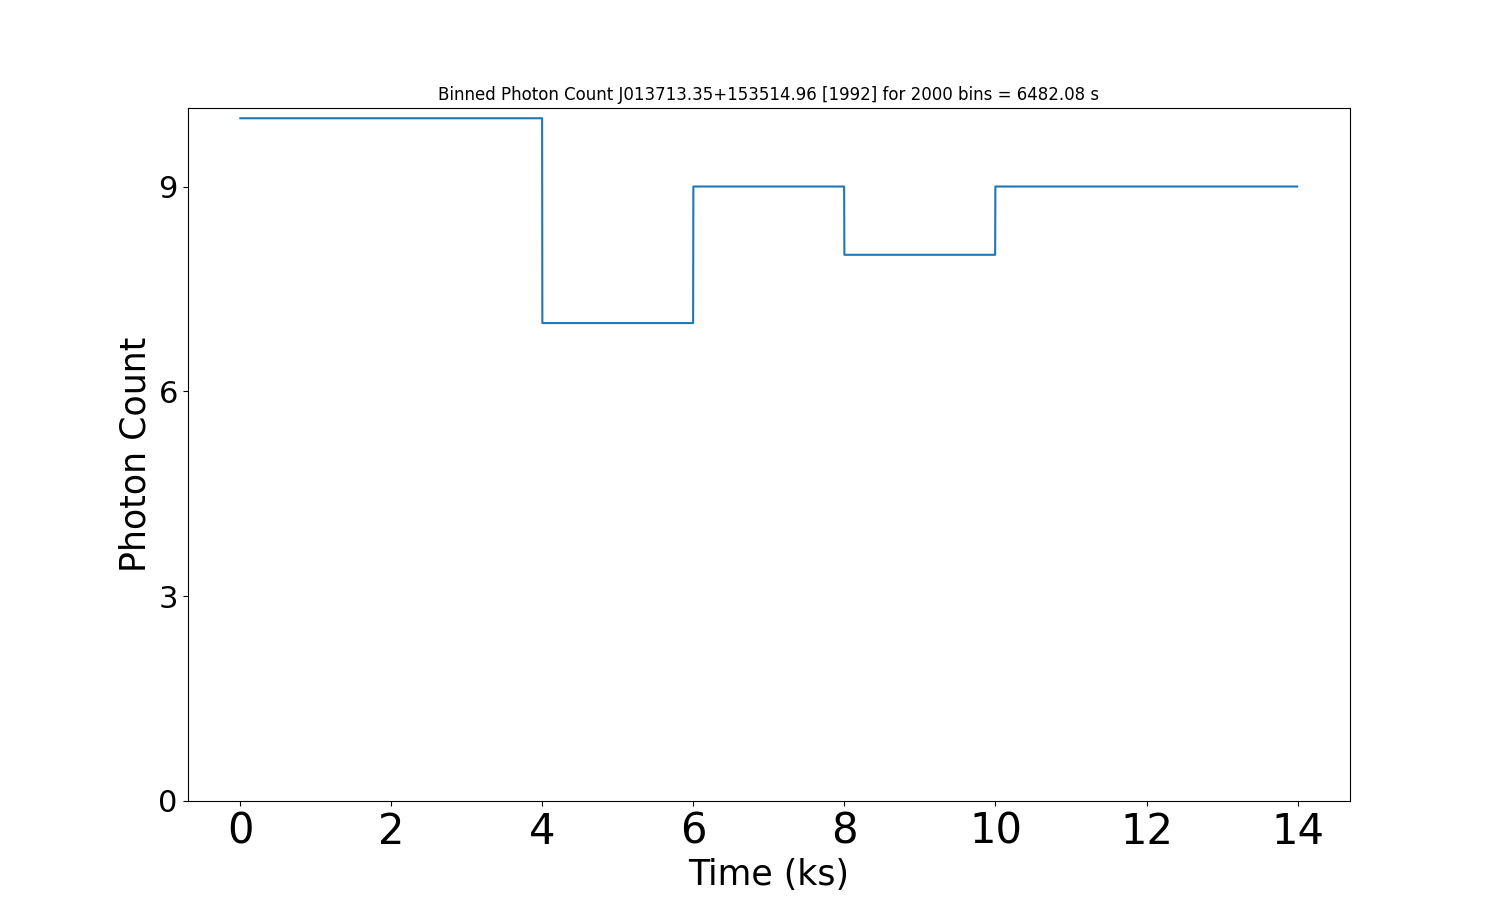 Binned Photon Count J013713.35+153514.96 [1992] for 2000 bins = 6482.08 s
9
6
3
0
Photon Count
0 2 4 6 8 10 12 14
Time (ks)